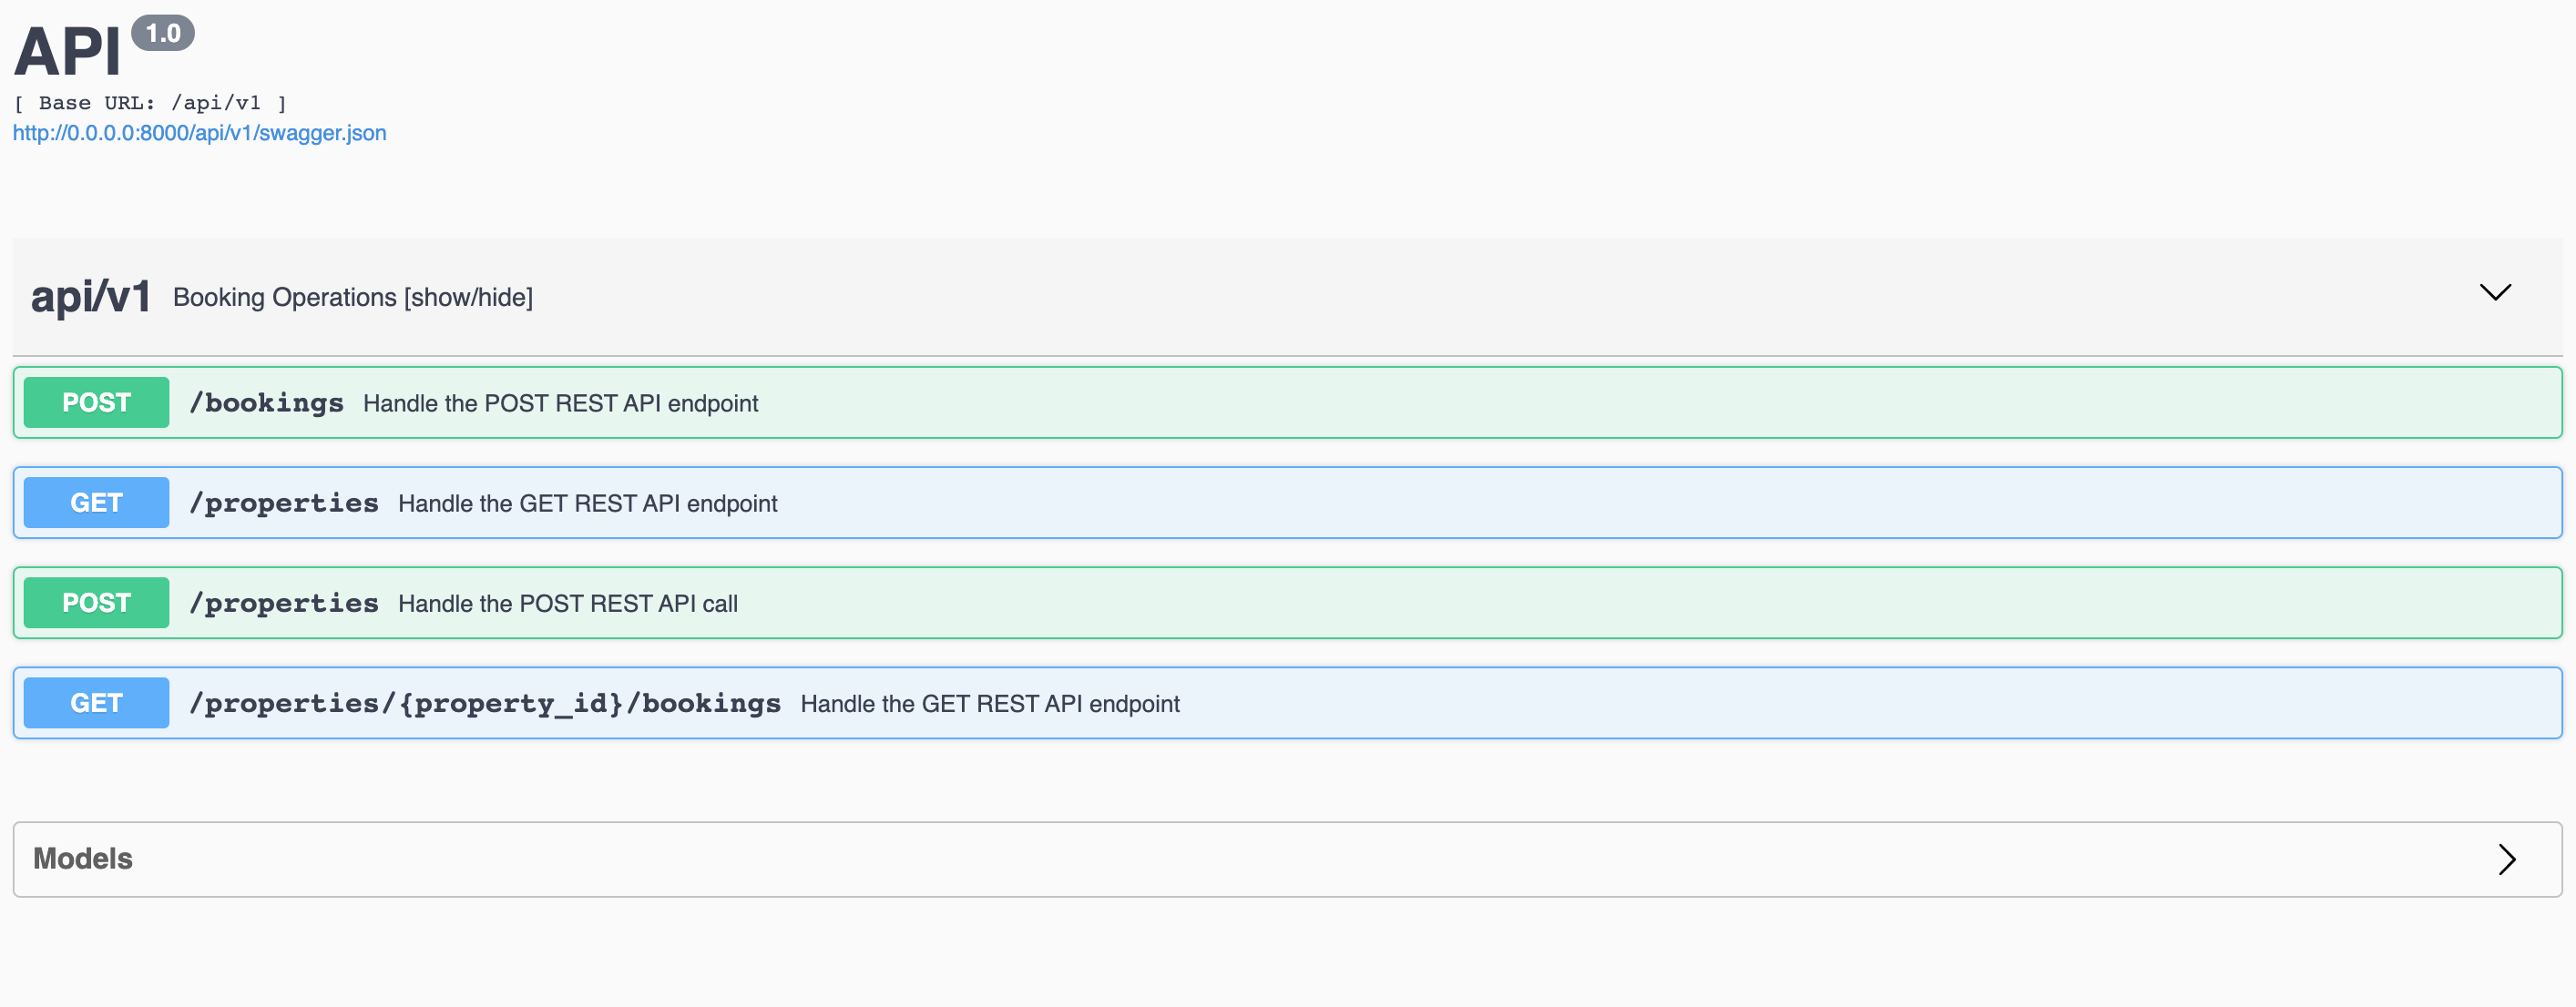 API 1.0
[ Base URL: /api/v1 ]
http://0.0.0.0:8000/api/v1/swagger.json
api/v1 Booking Operations [show/hide]
POST /bookings Handle the POST REST API endpoint
GET /properties Handle the GET REST API endpoint
POST /properties Handle the POST REST API call
GET /properties/{property_id}/bookings Handle the GET REST API endpoint
Models